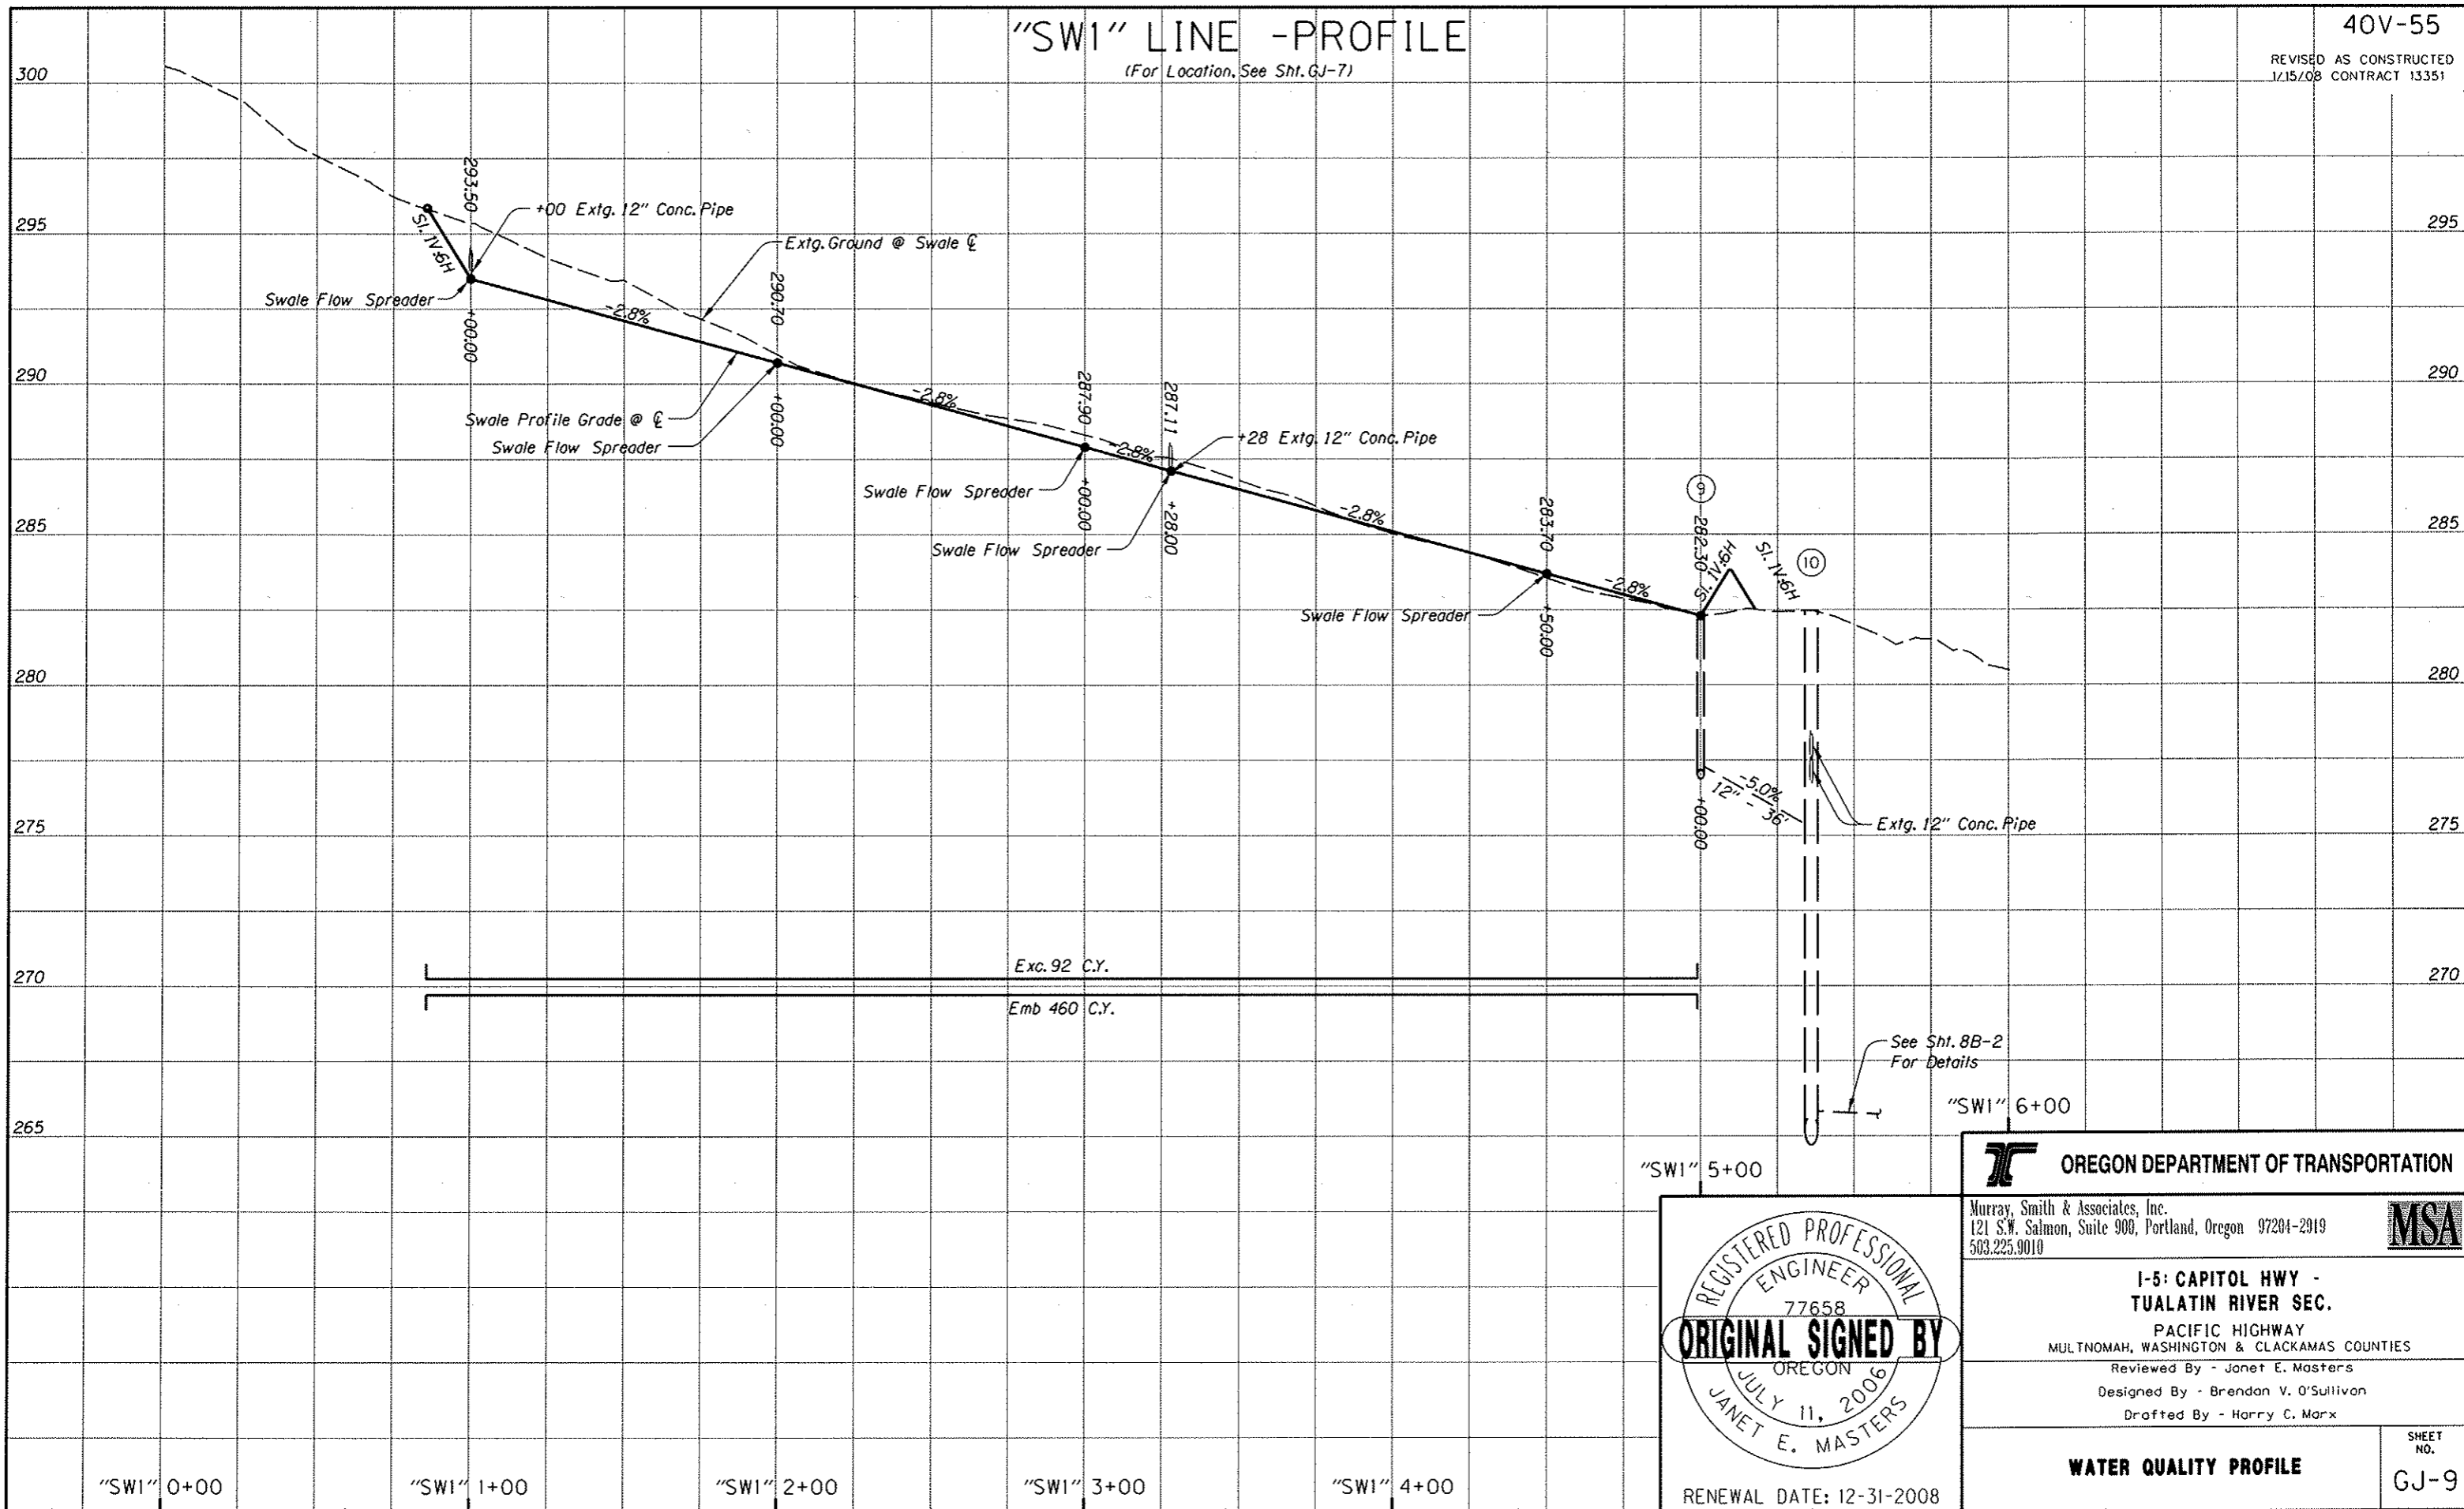 "SW1" LINE -PROFILE
(For Location, See Sht. GJ-7)
40V-55
REVISED AS CONSTRUCTED
1/15/08 CONTRACT 13351
300
295
295
290
290
285
285
280
280
275
275
270
270
265
293.50
+00 Extg. 12" Conc. Pipe
Sl. 1V:6H
Swale Flow Spreader
+00.00
-2.8%
Extg. Ground @ Swale ℄
290.70
Swale Profile Grade @ ℄
Swale Flow Spreader
+00.00
-2.8%
287.90
Swale Flow Spreader
+00.00
-2.8%
287.11
+28 Extg. 12" Conc. Pipe
Swale Flow Spreader
+28.00
-2.8%
283.70
Swale Flow Spreader
+50.00
-2.8%
9
282.30
Sl. 1V:6H
Sl. 1V:6H
10
-5.0%
12" - 36'
+00.00
Extg. 12" Conc. Pipe
Exc. 92 C.Y.
Emb 460 C.Y.
See Sht. 8B-2
For Details
"SW1" 6+00
"SW1" 5+00
"SW1" 0+00
"SW1" 1+00
"SW1" 2+00
"SW1" 3+00
"SW1" 4+00
REGISTERED PROFESSIONAL
ENGINEER
77658
ORIGINAL SIGNED BY
OREGON
JULY 11, 2006
JANET E. MASTERS
RENEWAL DATE: 12-31-2008
OREGON DEPARTMENT OF TRANSPORTATION
Murray, Smith & Associates, Inc.
121 S.W. Salmon, Suite 900, Portland, Oregon 97204-2919
503.225.9010
MSA
I-5: CAPITOL HWY -
TUALATIN RIVER SEC.
PACIFIC HIGHWAY
MULTNOMAH, WASHINGTON & CLACKAMAS COUNTIES
Reviewed By - Janet E. Masters
Designed By - Brendan V. O'Sullivan
Drafted By - Harry C. Marx
WATER QUALITY PROFILE
SHEET
NO.
GJ-9